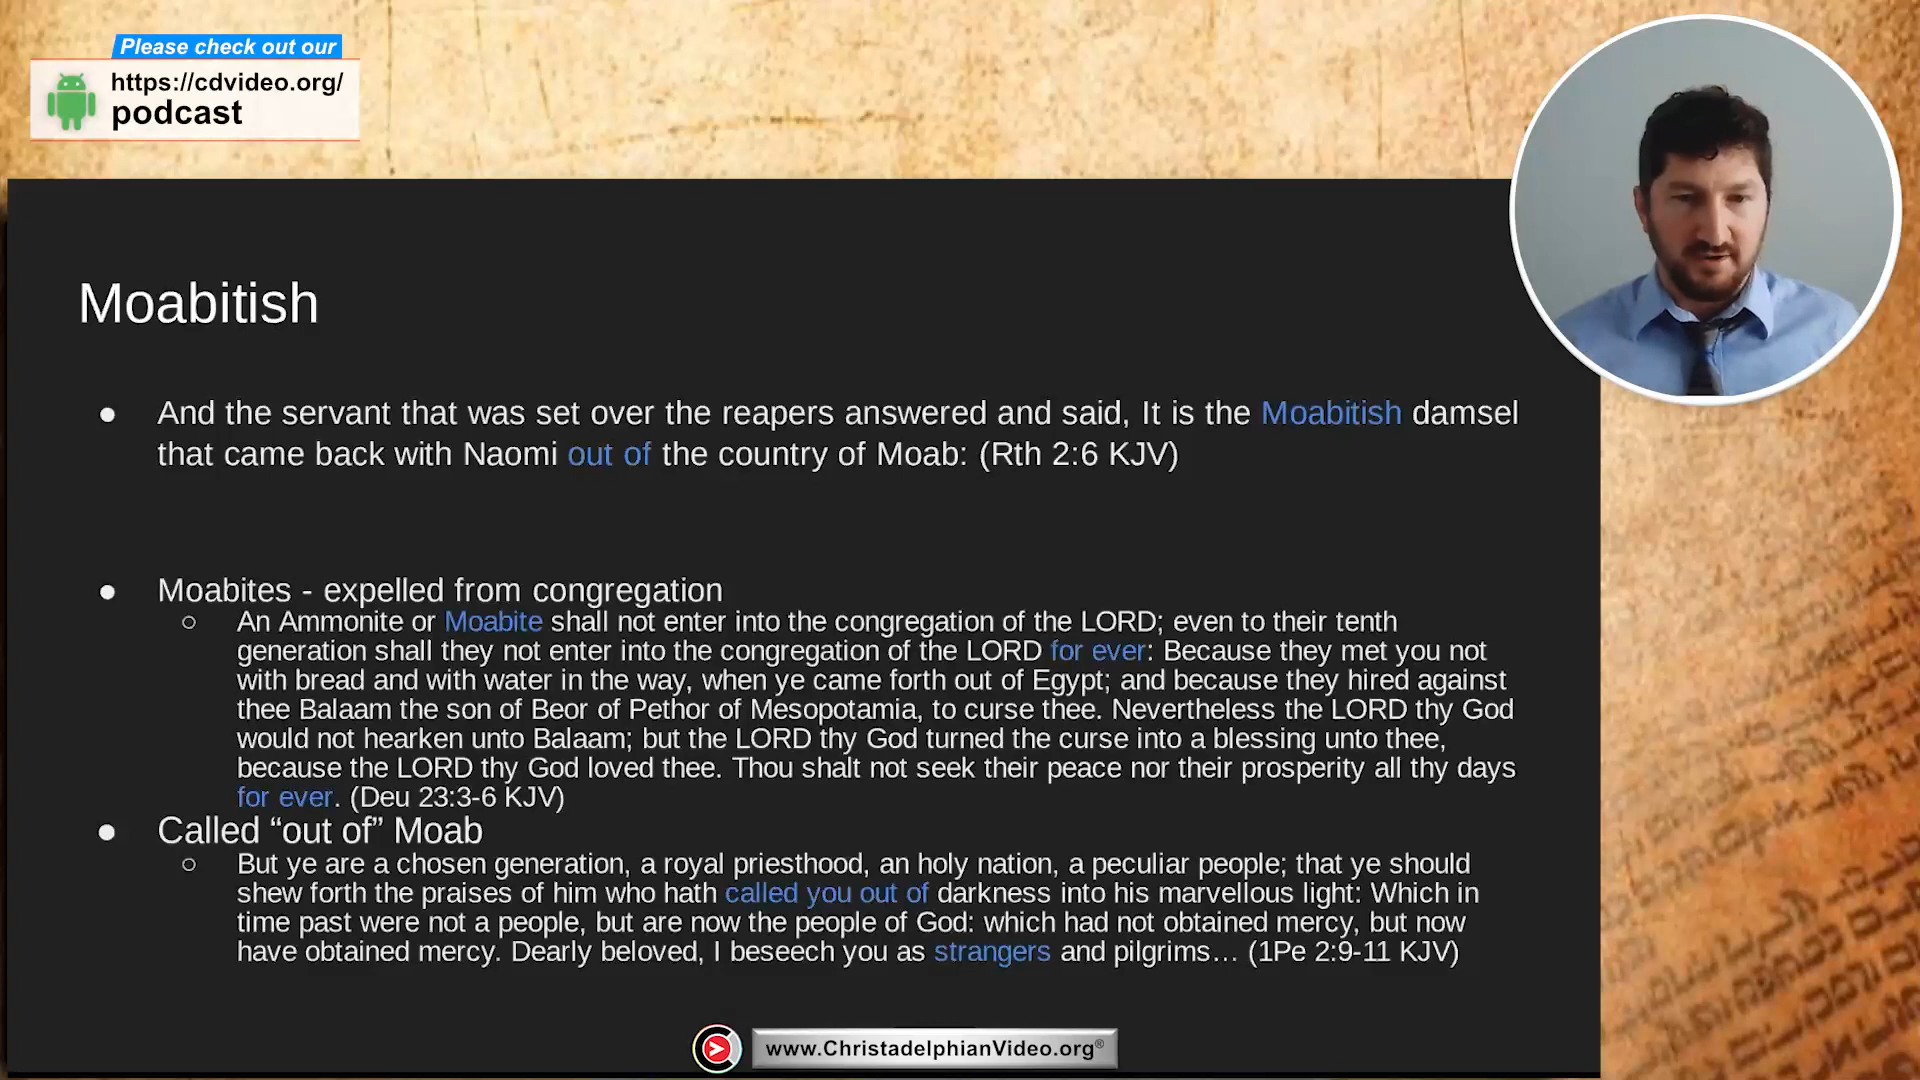 Please check out our
https://cdvideo.org/
podcast
Moabitish
● And the servant that was set over the reapers answered and said, It is the Moabitish damsel
that came back with Naomi out of the country of Moab: (Rth 2:6 KJV)
● Moabites - expelled from congregation
○ An Ammonite or Moabite shall not enter into the congregation of the LORD; even to their tenth
generation shall they not enter into the congregation of the LORD for ever: Because they met you not
with bread and with water in the way, when ye came forth out of Egypt; and because they hired against
thee Balaam the son of Beor of Pethor of Mesopotamia, to curse thee. Nevertheless the LORD thy God
would not hearken unto Balaam; but the LORD thy God turned the curse into a blessing unto thee,
because the LORD thy God loved thee. Thou shalt not seek their peace nor their prosperity all thy days
for ever. (Deu 23:3-6 KJV)
● Called “out of” Moab
○ But ye are a chosen generation, a royal priesthood, an holy nation, a peculiar people; that ye should
shew forth the praises of him who hath called you out of darkness into his marvellous light: Which in
time past were not a people, but are now the people of God: which had not obtained mercy, but now
have obtained mercy. Dearly beloved, I beseech you as strangers and pilgrims… (1Pe 2:9-11 KJV)
www.ChristadelphianVideo.org®